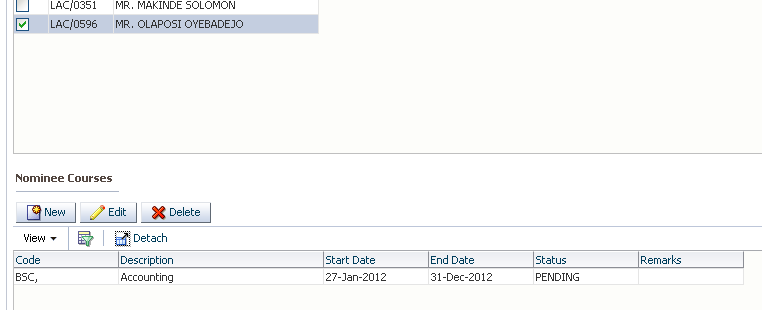 LAC/0351 MR. MAKINDE SOLOMON
LAC/0596 MR. OLAPOSI OYEBADEJO
Nominee Courses
New Edit Delete
View Detach
Code Description Start Date End Date Status Remarks
BSC, Accounting 27-Jan-2012 31-Dec-2012 PENDING